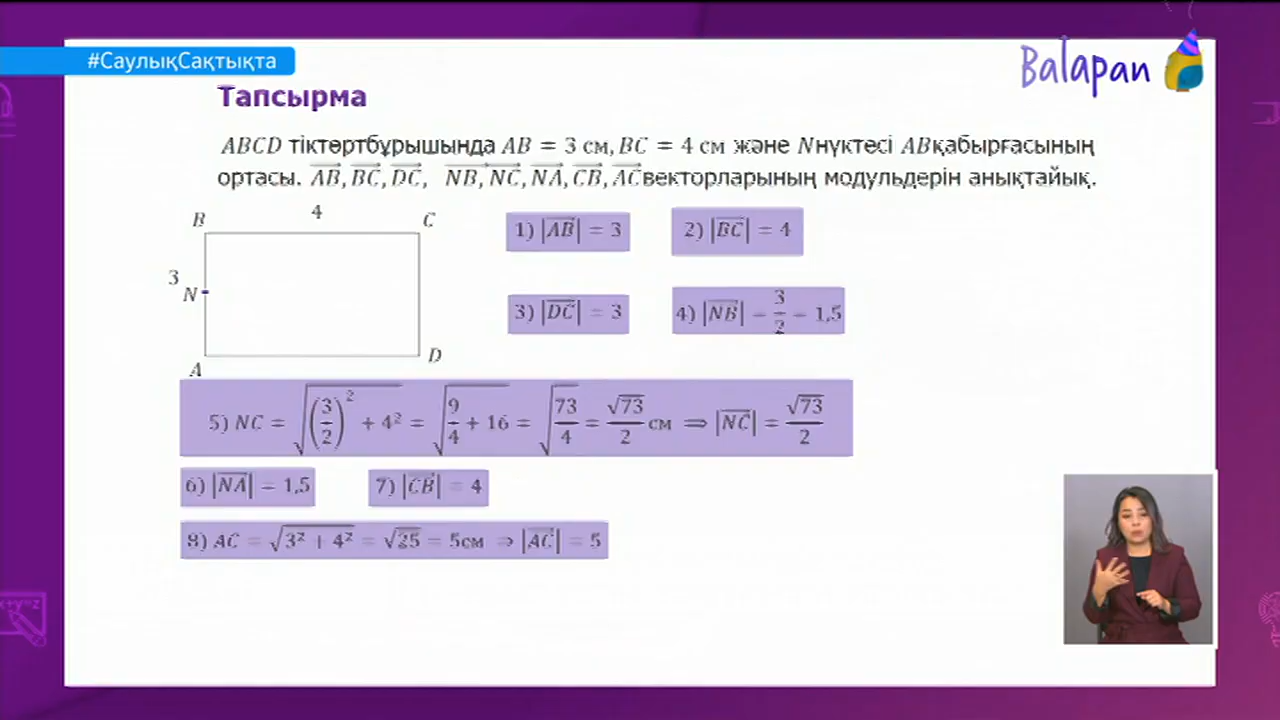 #СаулықСақтықта
Balapan
Тапсырма
ABCD тіктөртбұрышында AB = 3 см, BC = 4 см және N нүктесі AB қабырғасының
ортасы. AB, BC, DC, NB, NC, NA, CB, AC векторларының модульдерін анықтайық.
B 4 C
1) |AB| = 3 2) |BC| = 4
3
N
3) |DC| = 3 4) |NB| = 3/2 = 1,5
A D
5) NC = √((3/2)² + 4²) = √(9/4 + 16) = √(73/4) = √73/2 см ⟹ |NC| = √73/2
6) |NA| = 1,5 7) |CB| = 4
8) AC = √(3² + 4²) = √25 = 5см ⇒ |AC| = 5
x+y=z